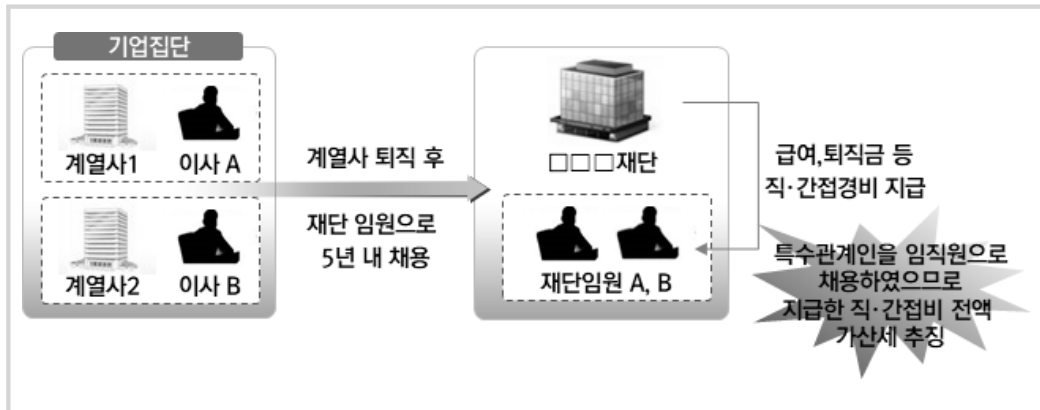 기업집단
계열사1 이사 A
계열사2 이사 B
계열사 퇴직 후
재단 임원으로
5년 내 채용
□□□재단
재단임원 A, B
급여,퇴직금 등
직·간접경비 지급
특수관계인을 임직원으로
채용하였으므로
지급한 직·간접비 전액
가산세 추징